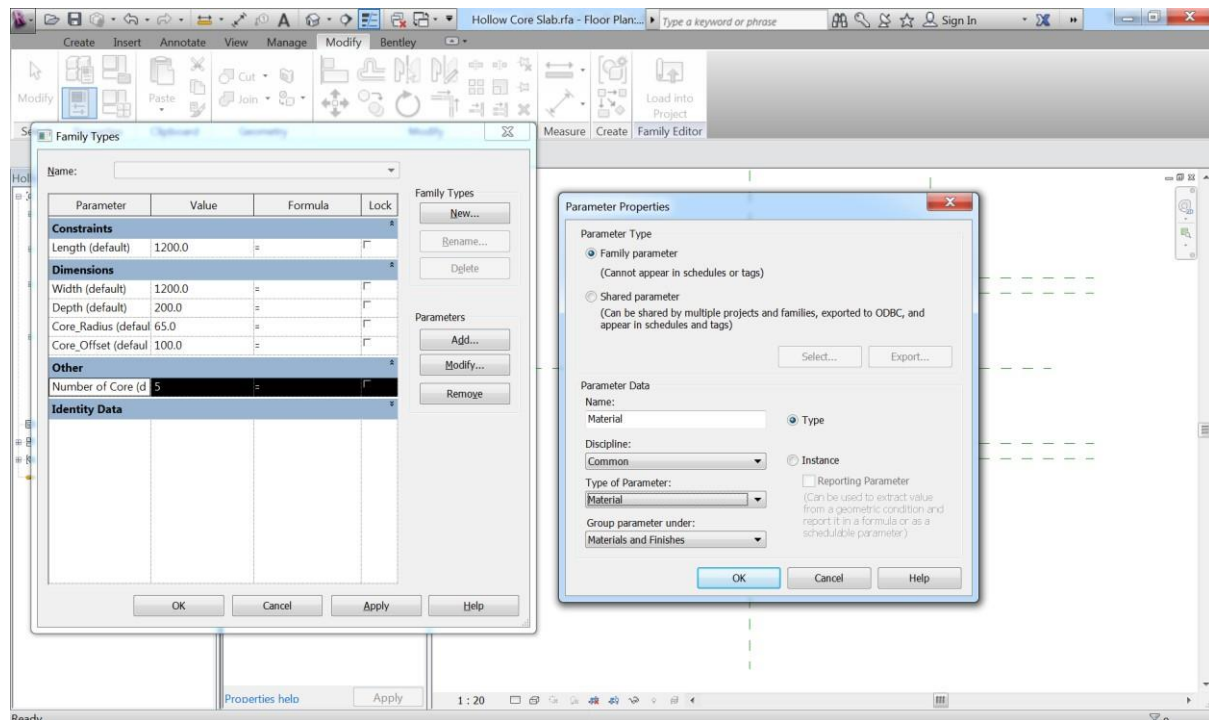 Hollow Core Slab.rfa - Floor Plan:... Type a keyword or phrase Sign In
Create Insert Annotate View Manage Modify Bentley
Modify
Paste
Cut
Join
Load into
Project
Clipboard Geometry Modify Measure Create Family Editor
Family Types
Name:
Parameter Value Formula Lock
Constraints
Length (default) 1200.0 =
Dimensions
Width (default) 1200.0 =
Depth (default) 200.0 =
Core_Radius (defaul 65.0 =
Core_Offset (defaul 100.0 =
Other
Number of Core (d 5 =
Identity Data
Family Types
New...
Rename...
Delete
Parameters
Add...
Modify...
Remove
OK Cancel Apply Help
Parameter Properties
Parameter Type
Family parameter
(Cannot appear in schedules or tags)
Shared parameter
(Can be shared by multiple projects and families, exported to ODBC, and
appear in schedules and tags)
Select... Export...
Parameter Data
Name:
Material
Type
Discipline:
Common
Instance
Type of Parameter:
Material
Reporting Parameter
(Can be used to extract value
from a geometric condition and
report it in a formula or as a
schedulable parameter)
Group parameter under:
Materials and Finishes
OK Cancel Help
Properties help Apply
1 : 20
Ready